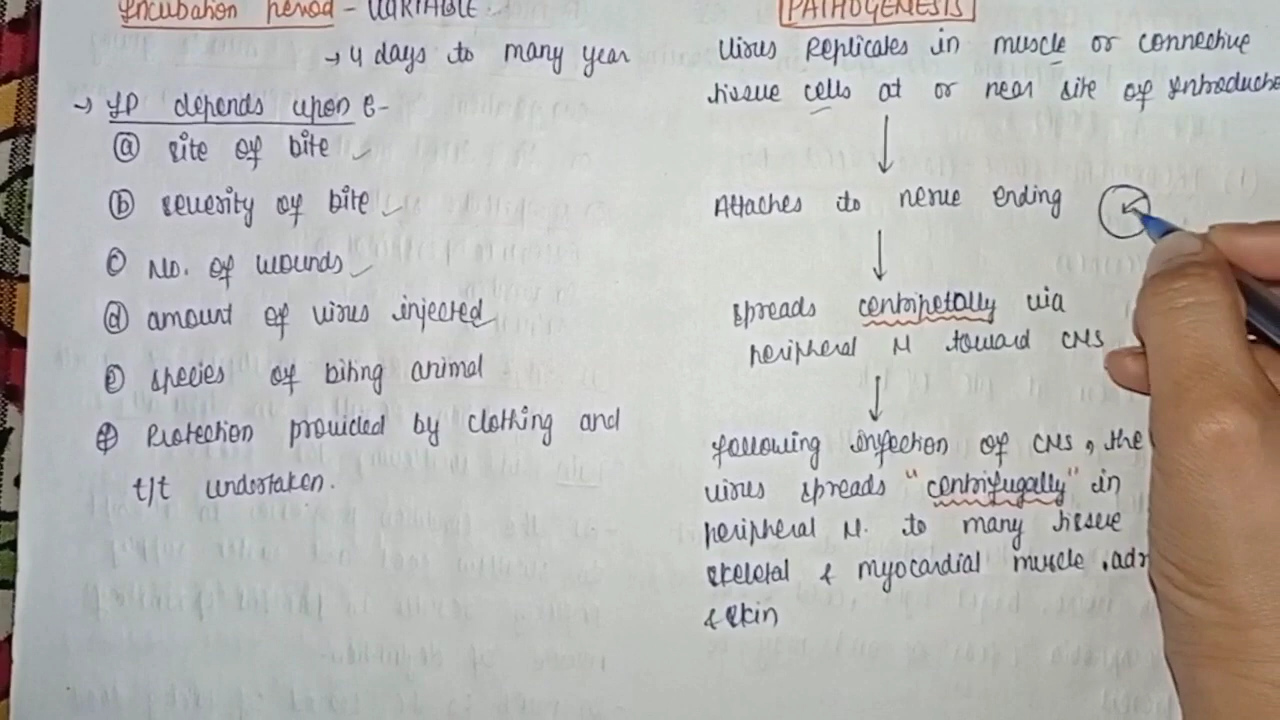 Incubation period - VARIABLE.
→ 4 days to many year
→ IP depends upon :-
(a) site of bite
(b) severity of bite
(c) No. of wounds
(d) amount of virus injected
(e) species of biting animal
(f) Protection provided by clothing and
t/t undertaken.
PATHOGENESIS
Virus Replicates in muscle or connective
tissue cells at or near site of
Attaches to nerve ending
spreads centripetally via
peripheral N toward CNS
following infection of CNS, the
virus spreads "centrifugally" in
peripheral N. to many tissue
skeletal & myocardial muscle, adr
& skin